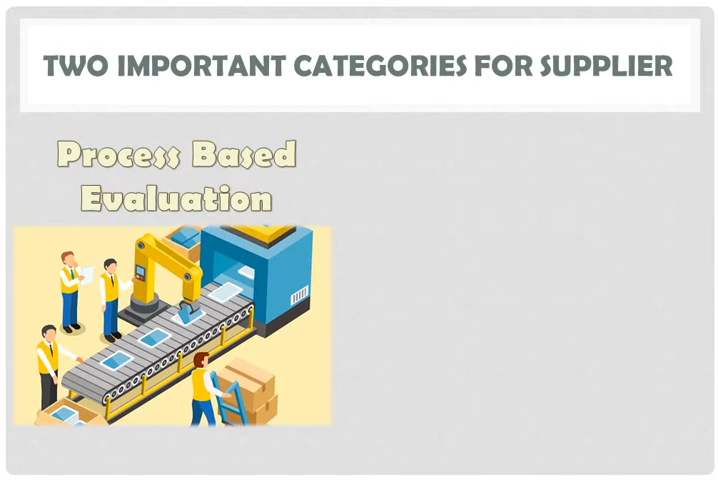 TWO IMPORTANT CATEGORIES FOR SUPPLIER
Process Based
Evaluation